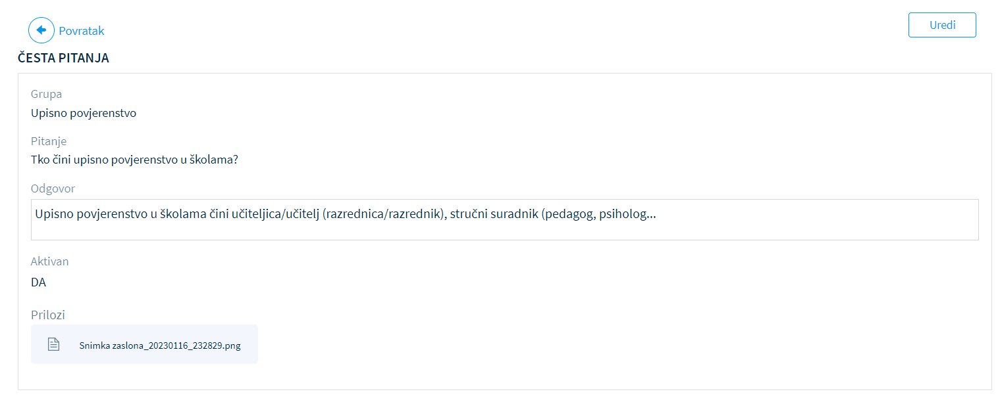 Povratak
Uredi
ČESTA PITANJA
Grupa
Upisno povjerenstvo
Pitanje
Tko čini upisno povjerenstvo u školama?
Odgovor
Upisno povjerenstvo u školama čini učiteljica/učitelj (razrednica/razrednik), stručni suradnik (pedagog, psiholog...
Aktivan
DA
Prilozi
Snimka zaslona_20230116_232829.png